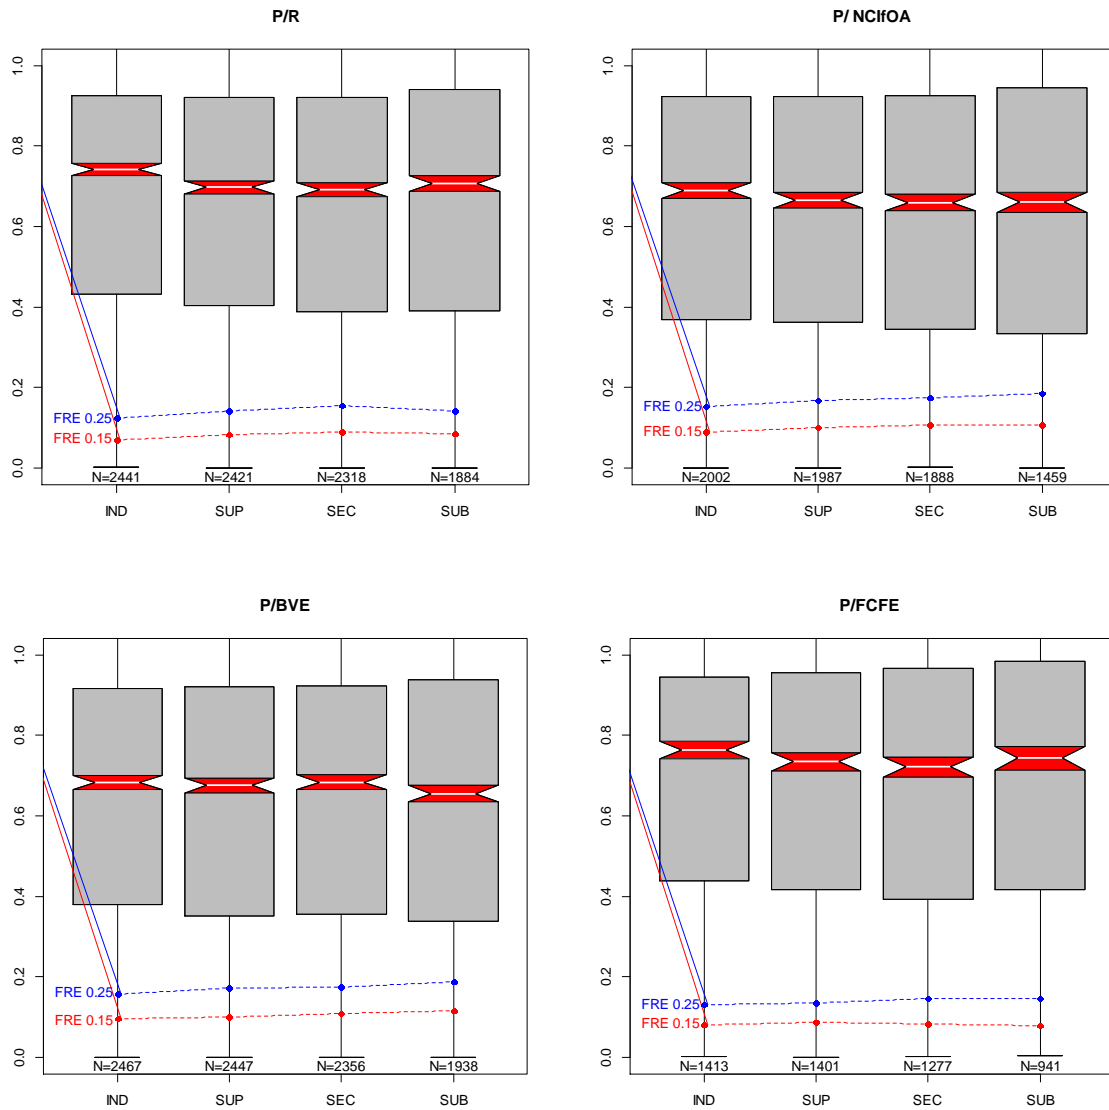 P/R
1.0
0.8
0.6
0.4
0.2
0.0
FRE 0.25
FRE 0.15
N=2441 N=2421 N=2318 N=1884
IND SUP SEC SUB
P/ NCIfOA
1.0
0.8
0.6
0.4
0.2
0.0
FRE 0.25
FRE 0.15
N=2002 N=1987 N=1888 N=1459
IND SUP SEC SUB
P/BVE
1.0
0.8
0.6
0.4
0.2
0.0
FRE 0.25
FRE 0.15
N=2467 N=2447 N=2356 N=1938
IND SUP SEC SUB
P/FCFE
1.0
0.8
0.6
0.4
0.2
0.0
FRE 0.25
FRE 0.15
N=1413 N=1401 N=1277 N=941
IND SUP SEC SUB